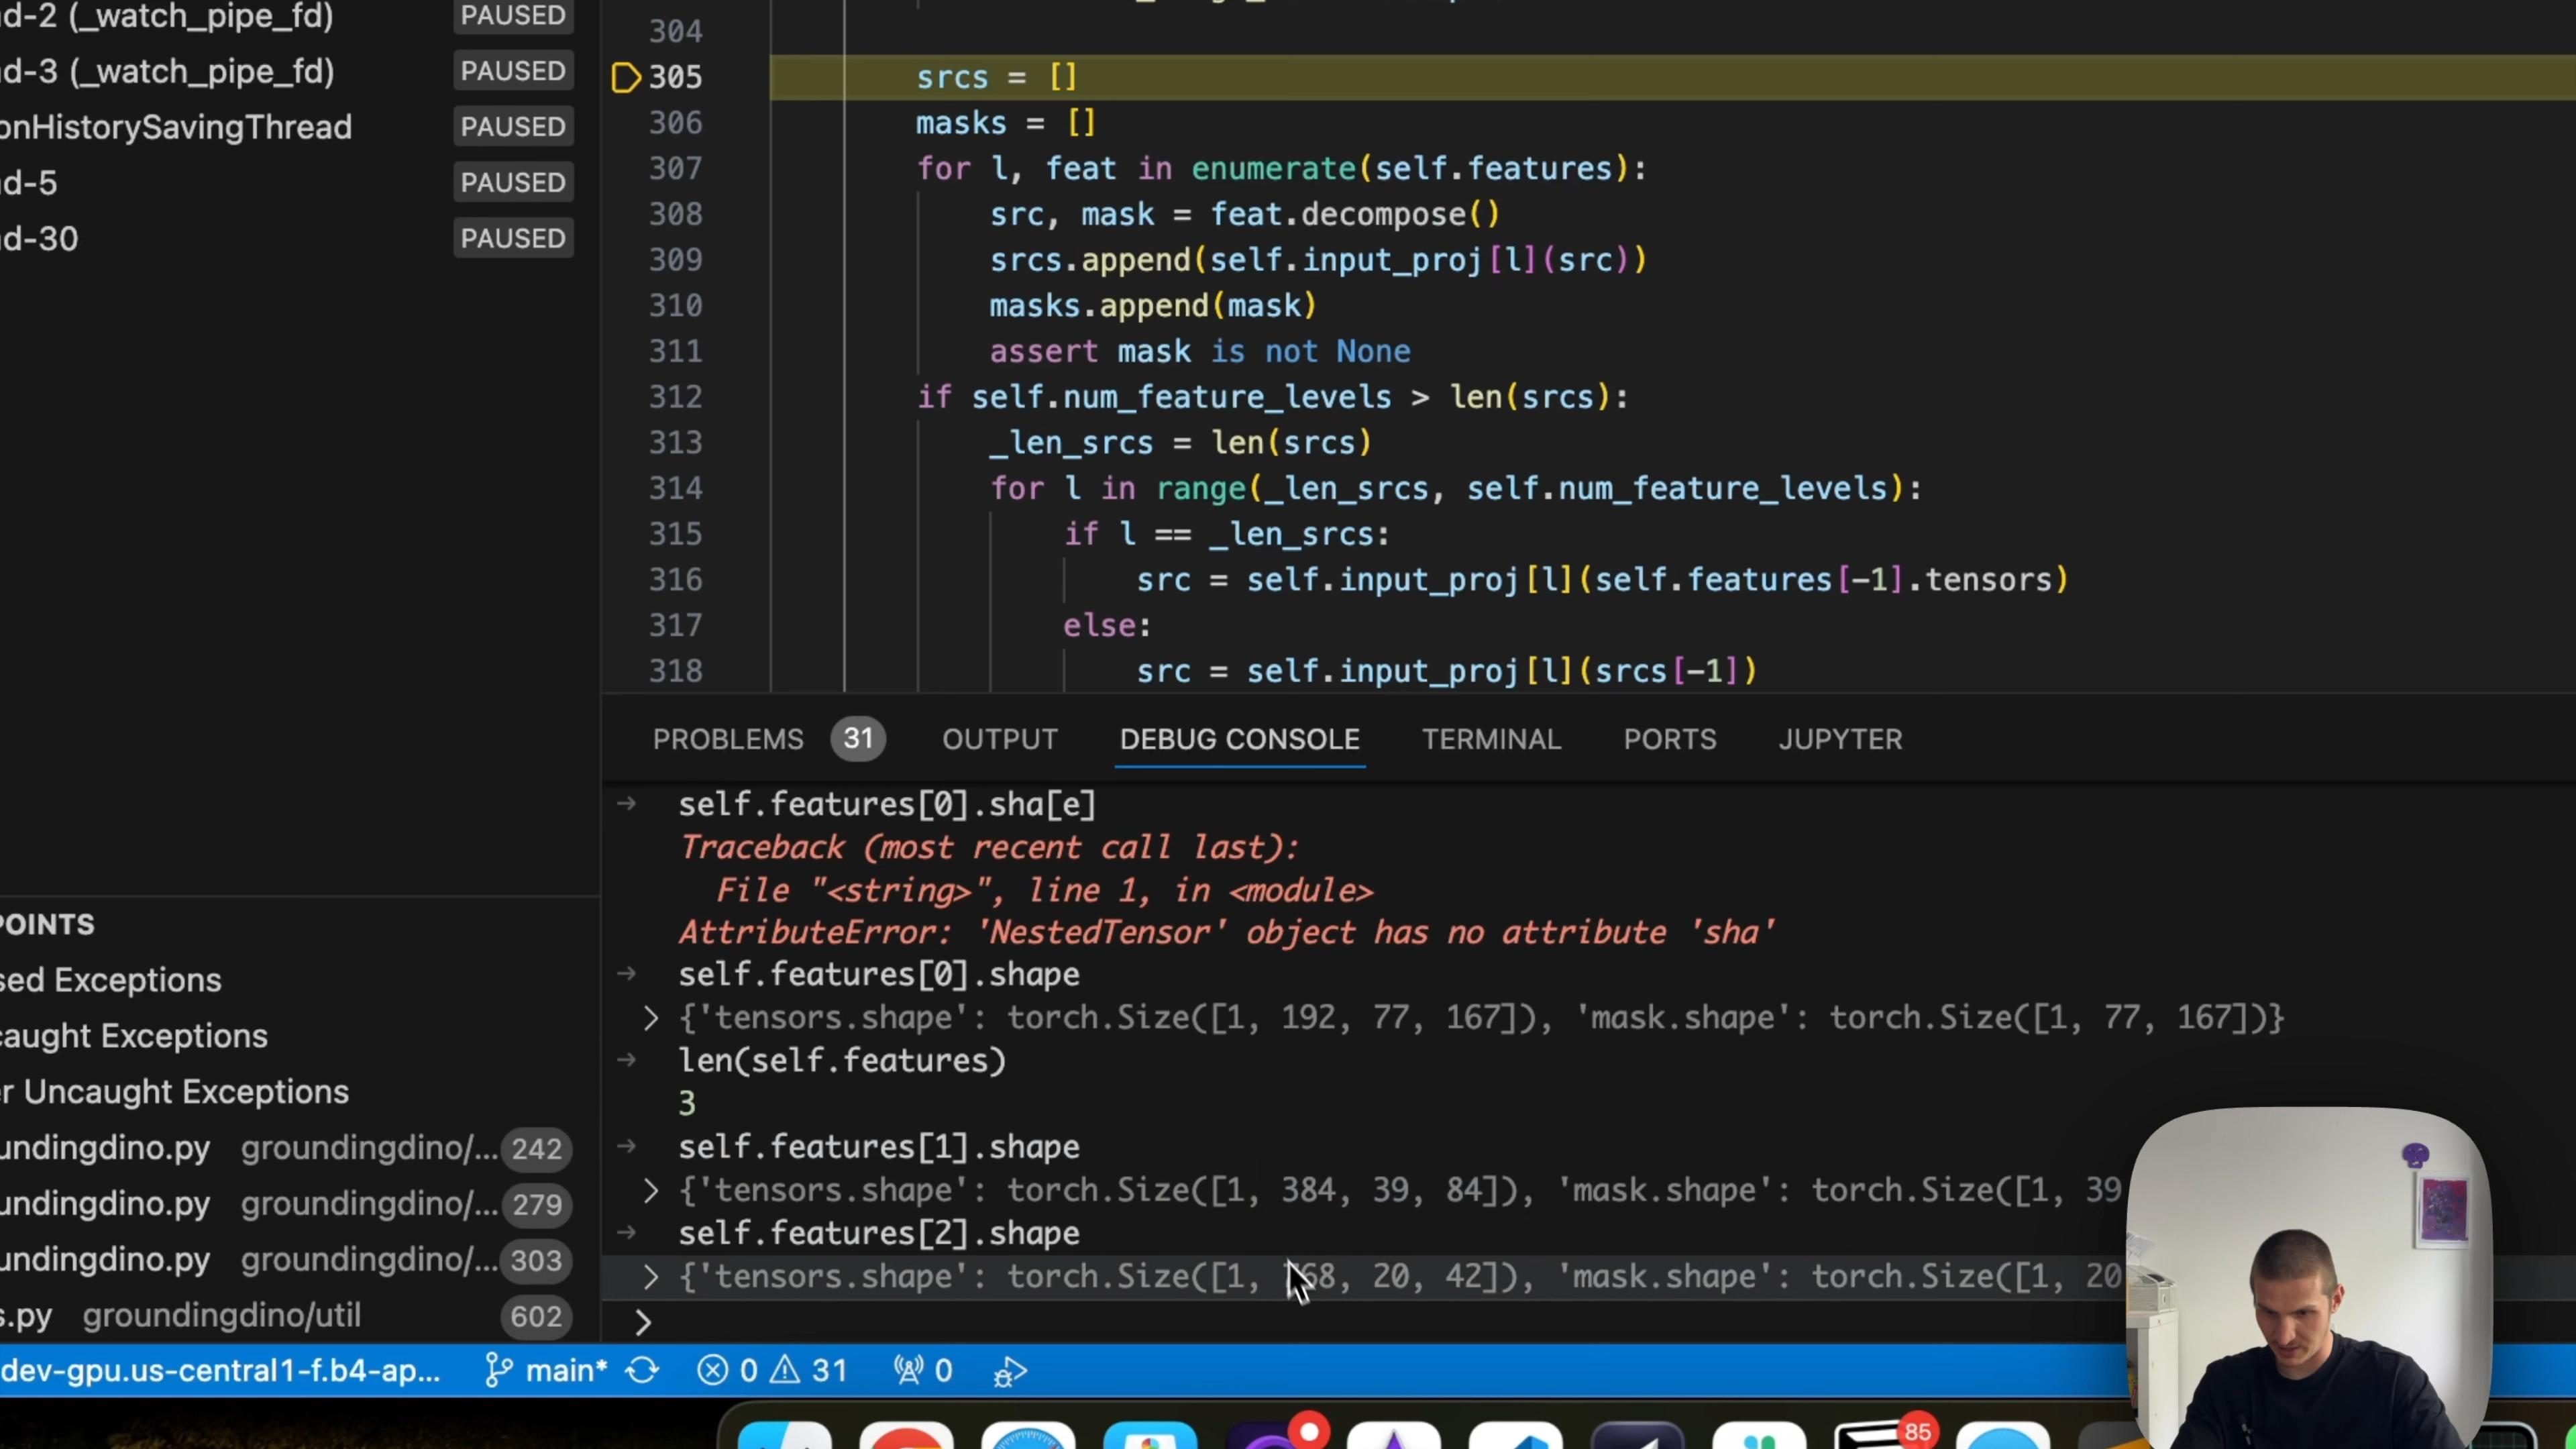 d-2 (_watch_pipe_fd) PAUSED
d-3 (_watch_pipe_fd) PAUSED
onHistorySavingThread PAUSED
d-5 PAUSED
d-30 PAUSED
304
305 srcs = []
306 masks = []
307 for l, feat in enumerate(self.features):
308 src, mask = feat.decompose()
309 srcs.append(self.input_proj[l](src))
310 masks.append(mask)
311 assert mask is not None
312 if self.num_feature_levels > len(srcs):
313 _len_srcs = len(srcs)
314 for l in range(_len_srcs, self.num_feature_levels):
315 if l == _len_srcs:
316 src = self.input_proj[l](self.features[-1].tensors)
317 else:
318 src = self.input_proj[l](srcs[-1])
PROBLEMS 31 OUTPUT DEBUG CONSOLE TERMINAL PORTS JUPYTER
self.features[0].sha[e]
Traceback (most recent call last):
File "<string>", line 1, in <module>
AttributeError: 'NestedTensor' object has no attribute 'sha'
self.features[0].shape
{'tensors.shape': torch.Size([1, 192, 77, 167]), 'mask.shape': torch.Size([1, 77, 167])}
len(self.features)
3
self.features[1].shape
{'tensors.shape': torch.Size([1, 384, 39, 84]), 'mask.shape': torch.Size([1, 39
self.features[2].shape
{'tensors.shape': torch.Size([1, 68, 20, 42]), 'mask.shape': torch.Size([1, 20
POINTS
sed Exceptions
caught Exceptions
r Uncaught Exceptions
undingdino.py groundingdino/... 242
undingdino.py groundingdino/... 279
undingdino.py groundingdino/... 303
s.py groundingdino/util 602
dev-gpu.us-central1-f.b4-ap... main* 0 31 0
85